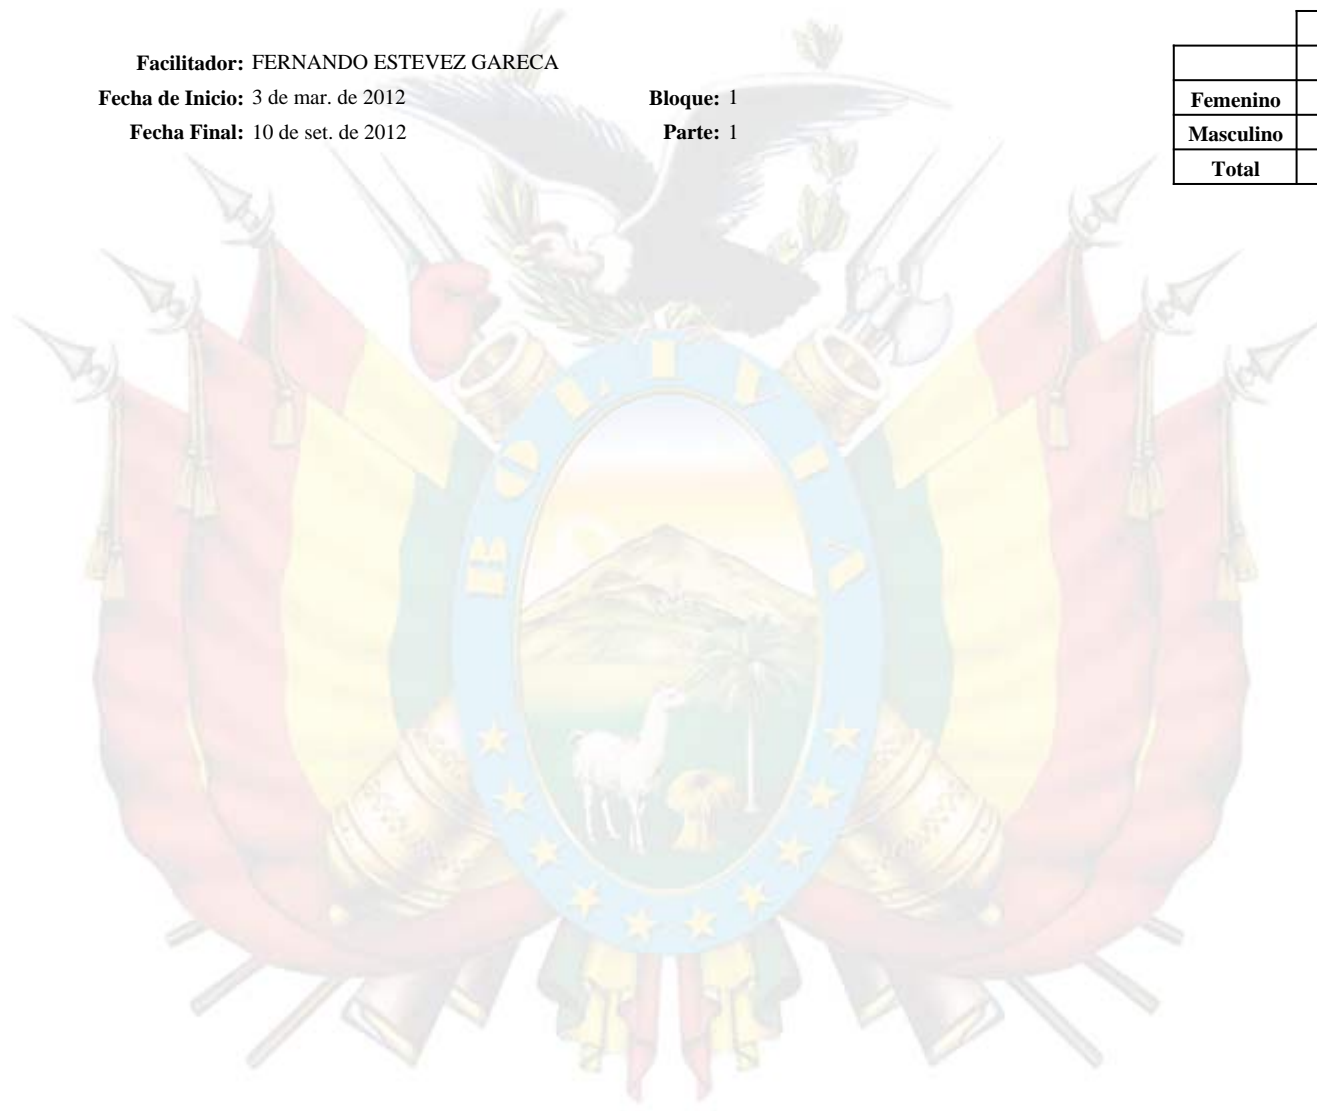 Facilitador: FERNANDO ESTEVEZ GARECA
Fecha de Inicio: 3 de mar. de 2012
Bloque: 1
Fecha Final: 10 de set. de 2012
Parte: 1
Femenino
Masculino
Total
BOLIVIA